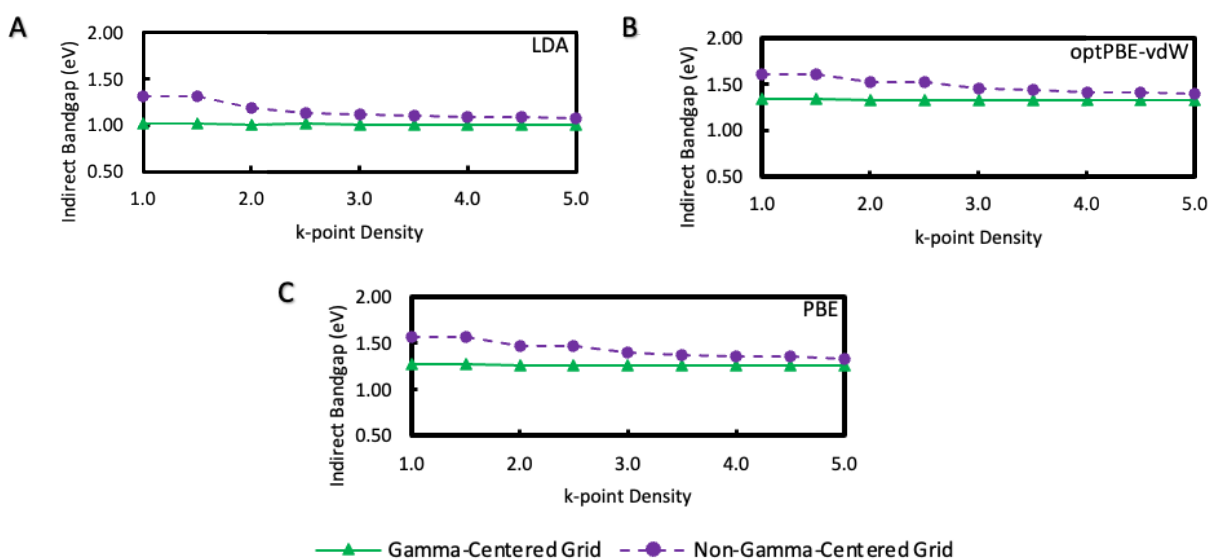 A
LDA
Indirect Bandgap (eV)
2.00
1.50
1.00
0.50
1.0 2.0 3.0 4.0 5.0
k-point Density
B
optPBE-vdW
Indirect Bandgap (eV)
2.00
1.50
1.00
0.50
1.0 2.0 3.0 4.0 5.0
k-point Density
C
PBE
Indirect Bandgap (eV)
2.00
1.50
1.00
0.50
1.0 2.0 3.0 4.0 5.0
k-point Density
Gamma-Centered Grid Non-Gamma-Centered Grid